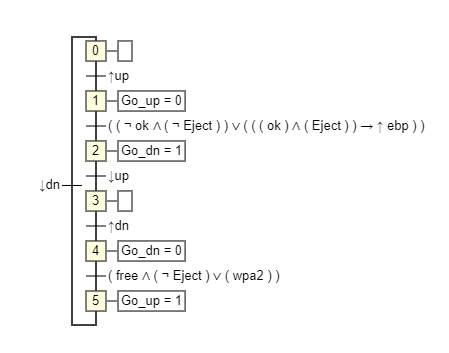 0
↑up
1 Go_up = 0
( ( ¬ ok ∧ ( ¬ Eject ) ) ∨ ( ( ( ok ) ∧ ( Eject ) ) → ↑ ebp ) )
2 Go_dn = 1
↓up
↓dn
3
↑dn
4 Go_dn = 0
( free ∧ ( ¬ Eject ) ∨ ( wpa2 ) )
5 Go_up = 1